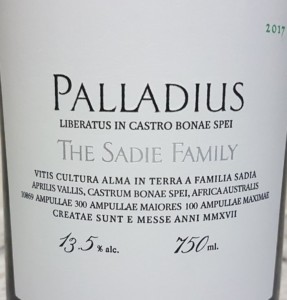 2017
PALLADIUS
LIBERATUS IN CASTRO BONAE SPEI
THE SADIE FAMILY
VITIS CULTURA ALMA IN TERRA A FAMILIA SADIA
APRILIS VALLIS, CASTRUM BONAE SPEI, AFRICA AUSTRALIS
10869 AMPULLAE 300 AMPULLAE MAIORES 100 AMPULLAE MAXIMAE
CREATAE SUNT E MESSE ANNI MMXVII
13.5% alc. 750 ml.